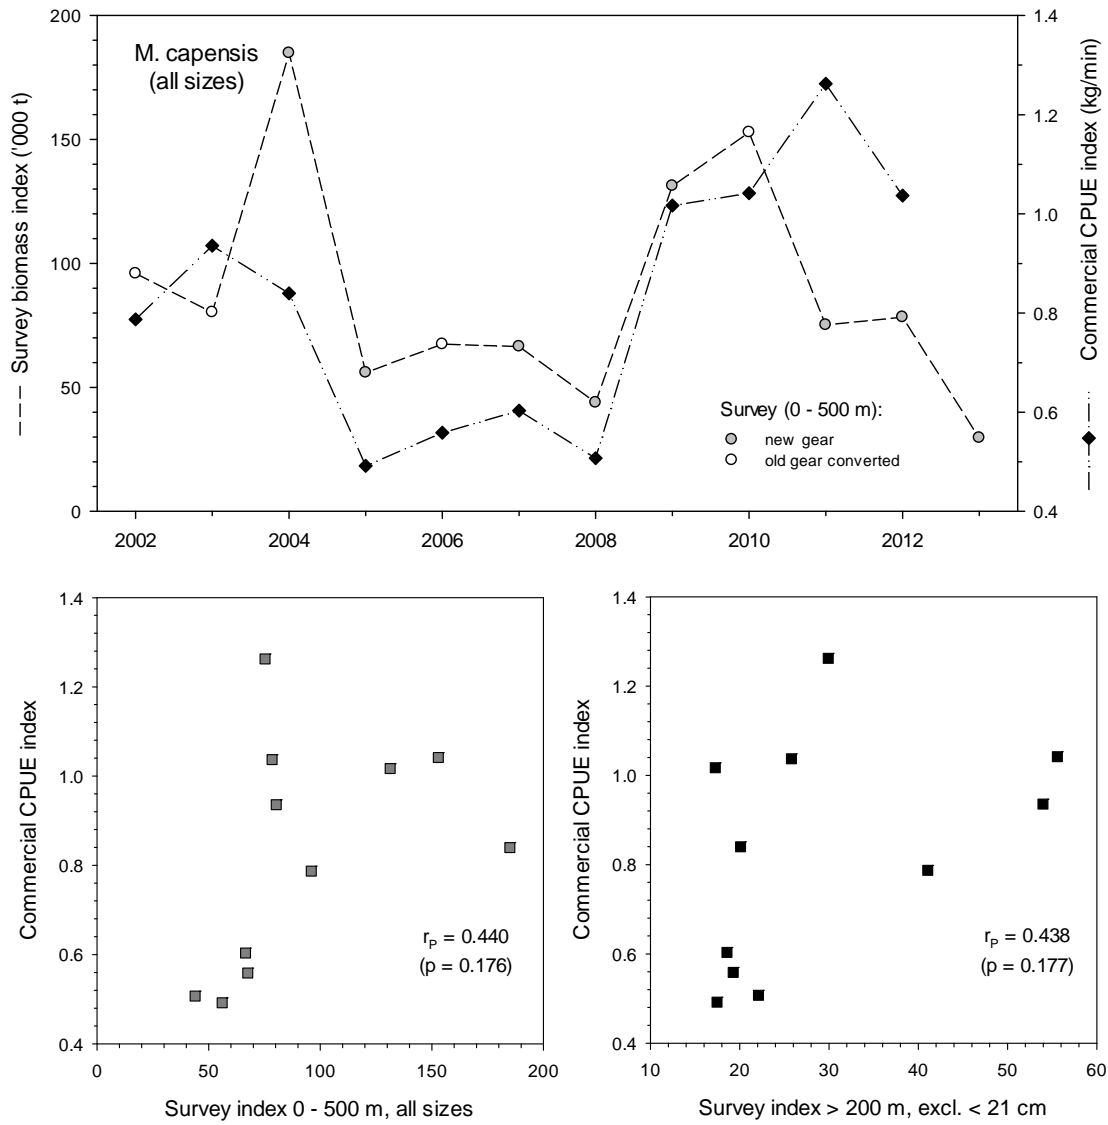 M. capensis
(all sizes)
Survey biomass index ('000 t)
200
150
100
50
0
1.4
1.2
1.0
0.8
0.6
0.4
Commercial CPUE index (kg/min)
Survey (0 - 500 m):
new gear
old gear converted
2002 2004 2006 2008 2010 2012
Commercial CPUE index
1.4
1.2
1.0
0.8
0.6
0.4
r_P = 0.440
(p = 0.176)
0 50 100 150 200
Survey index 0 - 500 m, all sizes
Commercial CPUE index
1.4
1.2
1.0
0.8
0.6
0.4
r_P = 0.438
(p = 0.177)
10 20 30 40 50 60
Survey index > 200 m, excl. < 21 cm